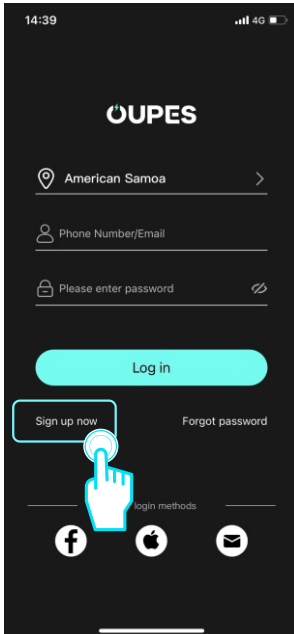 14:39 4G
OUPES
American Samoa
Phone Number/Email
Please enter password
Log in
Sign up now Forgot password
login methods